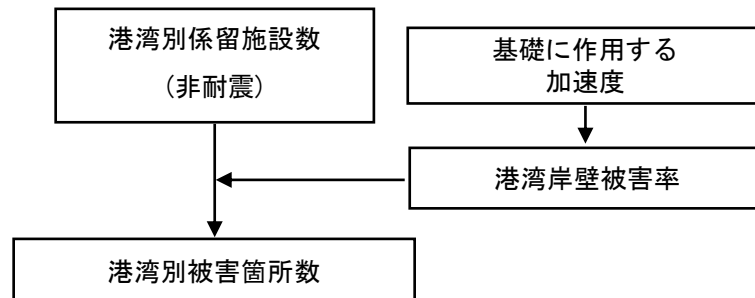 港湾別係留施設数
（非耐震）
基礎に作用する
加速度
港湾岸壁被害率
港湾別被害箇所数